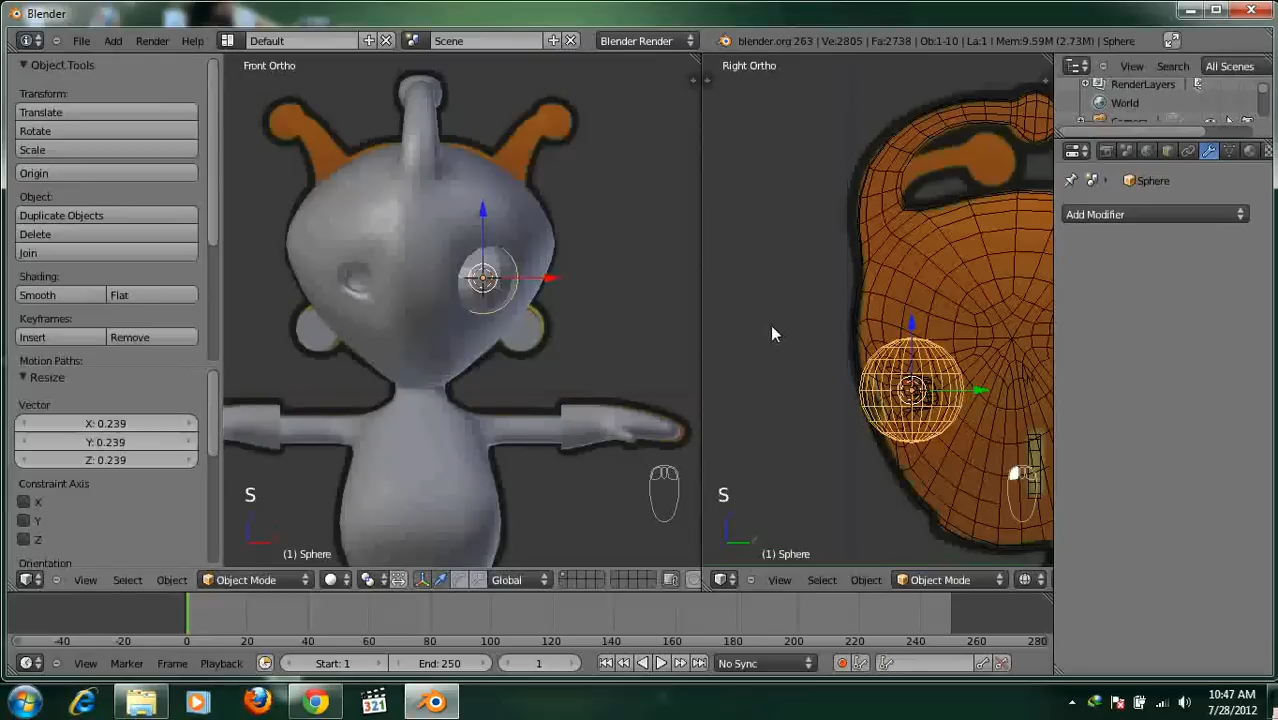 Blender
File Add Render Help Default Scene Blender Render blender.org 263 | Ve:2805 | Fa:2738 | Ob:1-10 | La:1 | Mem:9.59M (2.73M) | Sphere
Object Tools
Transform:
Translate
Rotate
Scale
Origin
Object:
Duplicate Objects
Delete
Join
Shading:
Smooth Flat
Keyframes:
Insert Remove
Motion Paths:
Resize
Vector
X: 0.239
Y: 0.239
Z: 0.239
Constraint Axis
X
Y
Z
Orientation
Front Ortho
S
(1) Sphere
Right Ortho
S
(1) Sphere
View Search All Scenes
RenderLayers
World
Sphere
Add Modifier
View Select Object Object Mode Global
View Select Object Object Mode
-40 -20 0 20 40 60 80 100 120 140 160 180 200 220 240 260 280
View Marker Frame Playback Start: 1 End: 250 1 No Sync
321
10:47 AM
7/28/2012